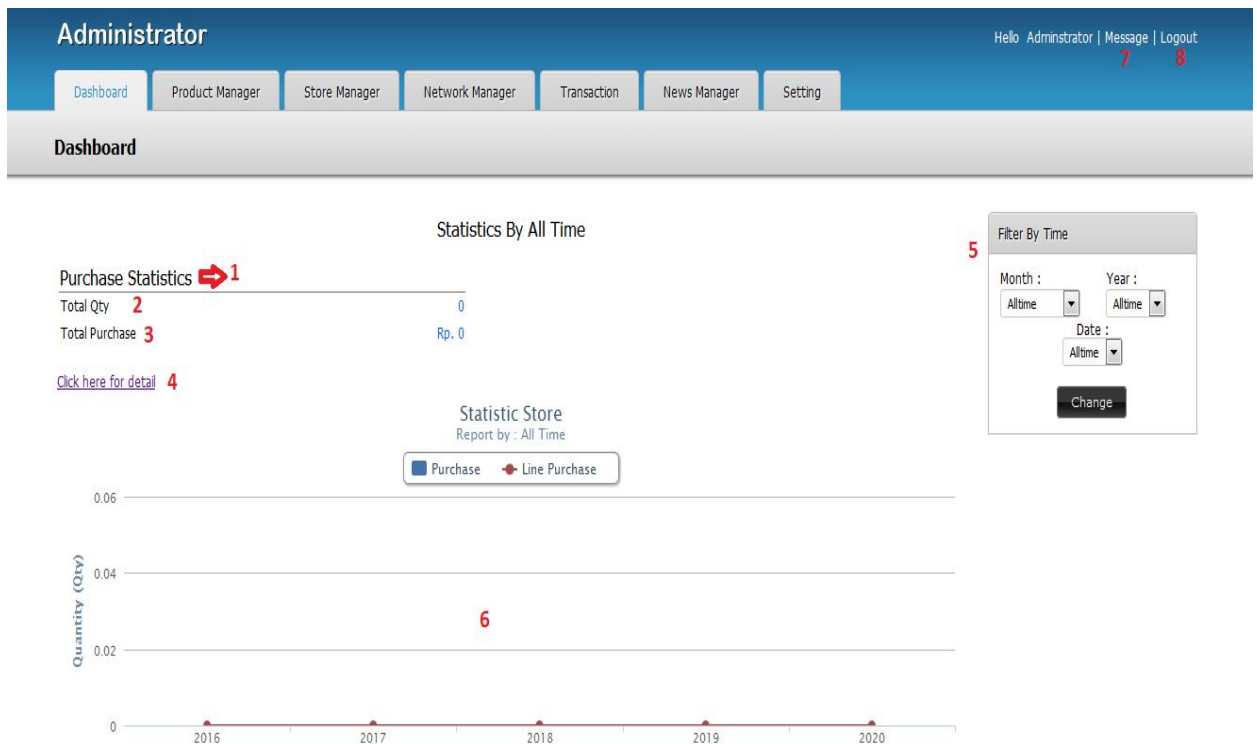 Administrator
Hello Adminstrator | Message | Logout
7 8
Dashboard Product Manager Store Manager Network Manager Transaction News Manager Setting
Dashboard
Statistics By All Time
Purchase Statistics 1
Total Qty 2 0
Total Purchase 3 Rp. 0
Click here for detail 4
5 Filter By Time
Month : Year :
Alltime Alltime
Date :
Alltime
Change
Statistic Store
Report by : All Time
Purchase Line Purchase
Quantity (Qty)
0.06
0.04
6
0.02
0
2016 2017 2018 2019 2020